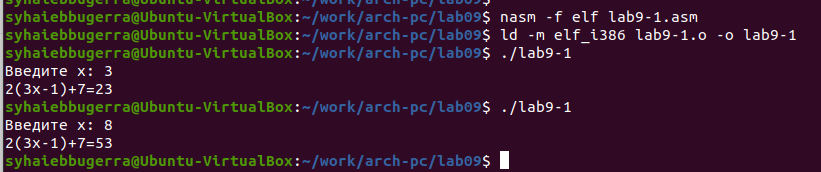 syhaiebbugerra@Ubuntu-VirtualBox:~/work/arch-pc/lab09$ nasm -f elf lab9-1.asm
syhaiebbugerra@Ubuntu-VirtualBox:~/work/arch-pc/lab09$ ld -m elf_i386 lab9-1.o -o lab9-1
syhaiebbugerra@Ubuntu-VirtualBox:~/work/arch-pc/lab09$ ./lab9-1
Введите x: 3
2(3x-1)+7=23
syhaiebbugerra@Ubuntu-VirtualBox:~/work/arch-pc/lab09$ ./lab9-1
Введите x: 8
2(3x-1)+7=53
syhaiebbugerra@Ubuntu-VirtualBox:~/work/arch-pc/lab09$